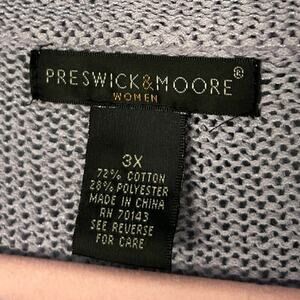 PRESWICK&MOORE®
WOMEN
3X
72% COTTON
28% POLYESTER
MADE IN CHINA
RN 70143
SEE REVERSE
FOR CARE